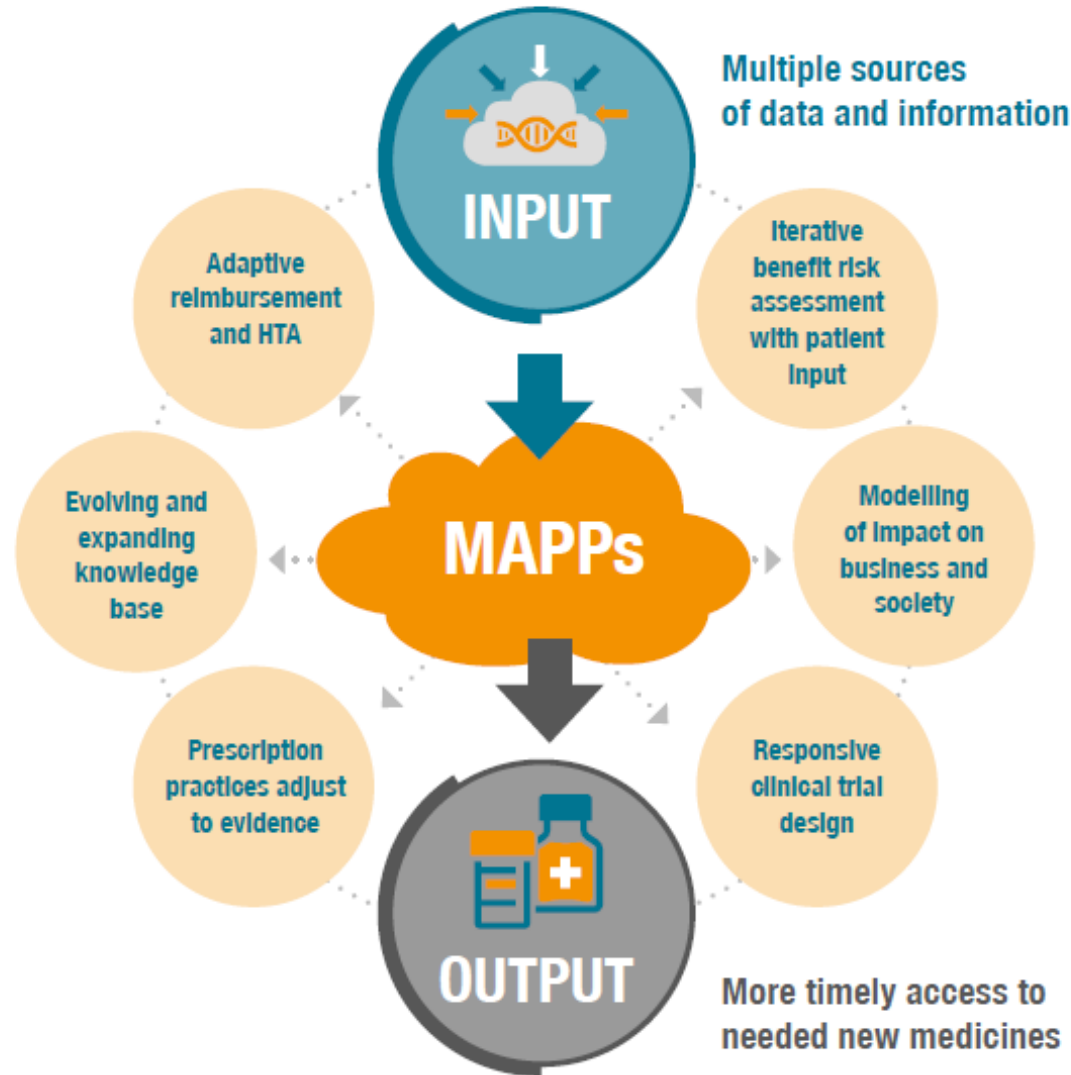 Multiple sources
of data and information
INPUT
Adaptive
reimbursement
and HTA
Iterative
benefit risk
assessment
with patient
input
MAPPs
Evolving and
expanding
knowledge
base
Modelling
of impact on
business and
society
Prescription
practices adjust
to evidence
Responsive
clinical trial
design
OUTPUT
More timely access to
needed new medicines